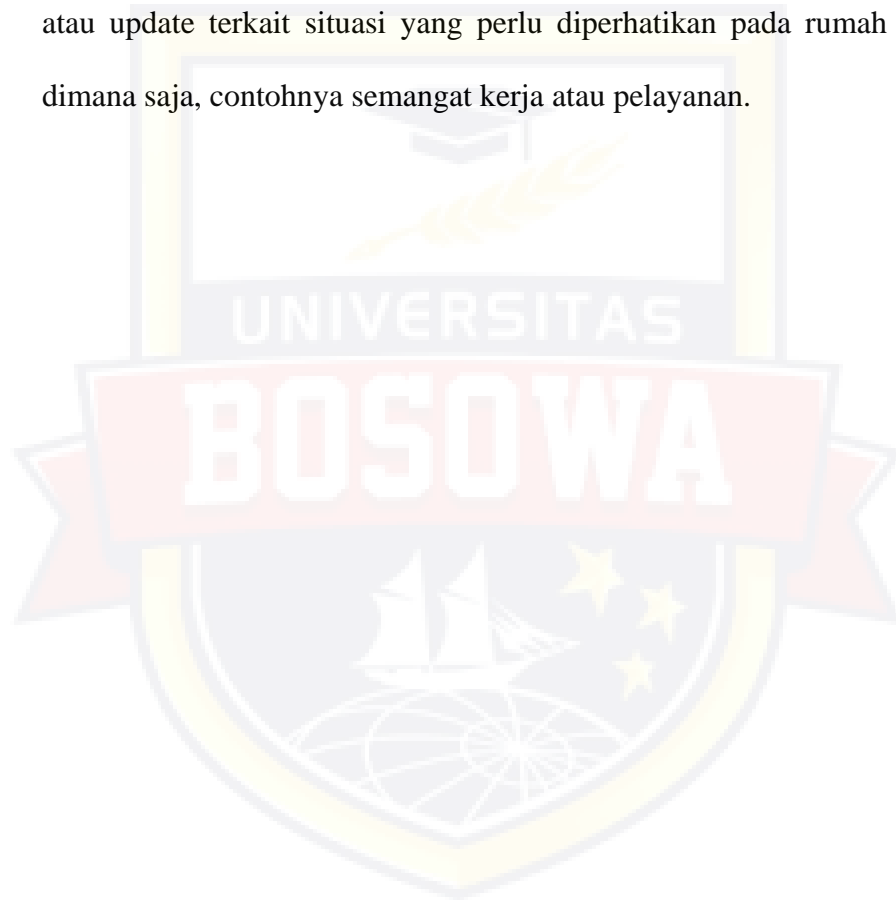 atau update terkait situasi yang perlu diperhatikan pada rumah
dimana saja, contohnya semangat kerja atau pelayanan.
UNIVERSITAS
BOSOWA